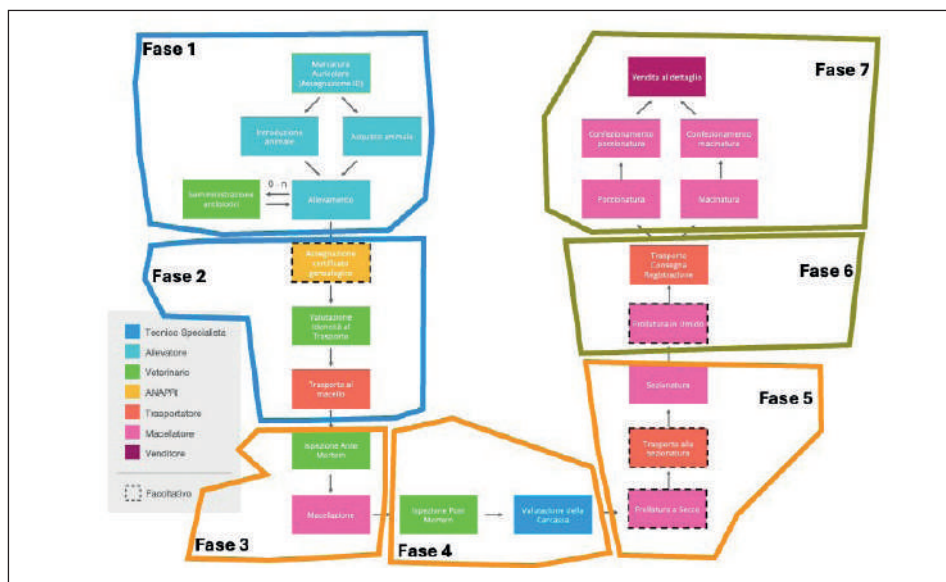 Fase 1
Marcatura
Auricolare
(Assegnazione ID)
Introduzione
animale
Acquisto animale
0 - n
Somministrazione
antibiotici
Allevamento
Fase 2
Assegnazione
certificato
genealogico
Valutazione
Idoneità al
Trasporto
Trasporto al
macello
Tecnico Specialista
Allevatore
Veterinario
ANAPRI
Trasportatore
Macellatore
Venditore
Facoltativo
Ispezione Ante
Mortem
Macellazione
Fase 3
Ispezione Post
Mortem
Valutazione della
Carcassa
Fase 4
Fase 7
Vendita al dettaglio
Confezionamento
porzionatura
Confezionamento
macinatura
Porzionatura
Macinatura
Trasporto
Consegna
Registrazione
Fase 6
Frollatura in Umido
Sezionatura
Fase 5
Trasporto alla
Sezionatura
Frollatura a Secco